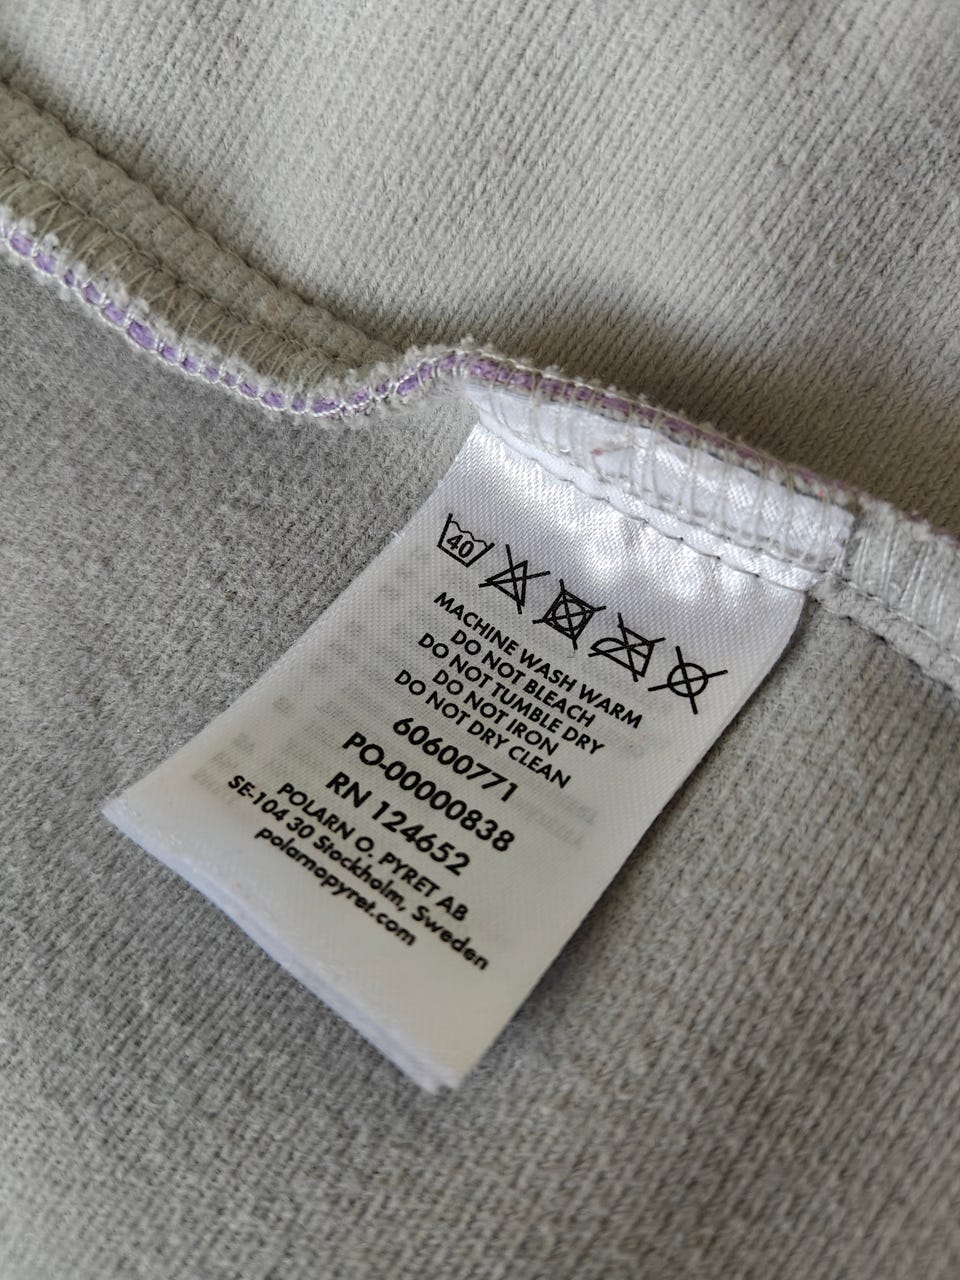 40
MACHINE WASH WARM
DO NOT BLEACH
DO NOT TUMBLE DRY
DO NOT IRON
DO NOT DRY CLEAN
60600771
PO-00000838
RN 124652
POLARN O. PYRET AB
SE-104 30 Stockholm, Sweden
polarnopyret.com